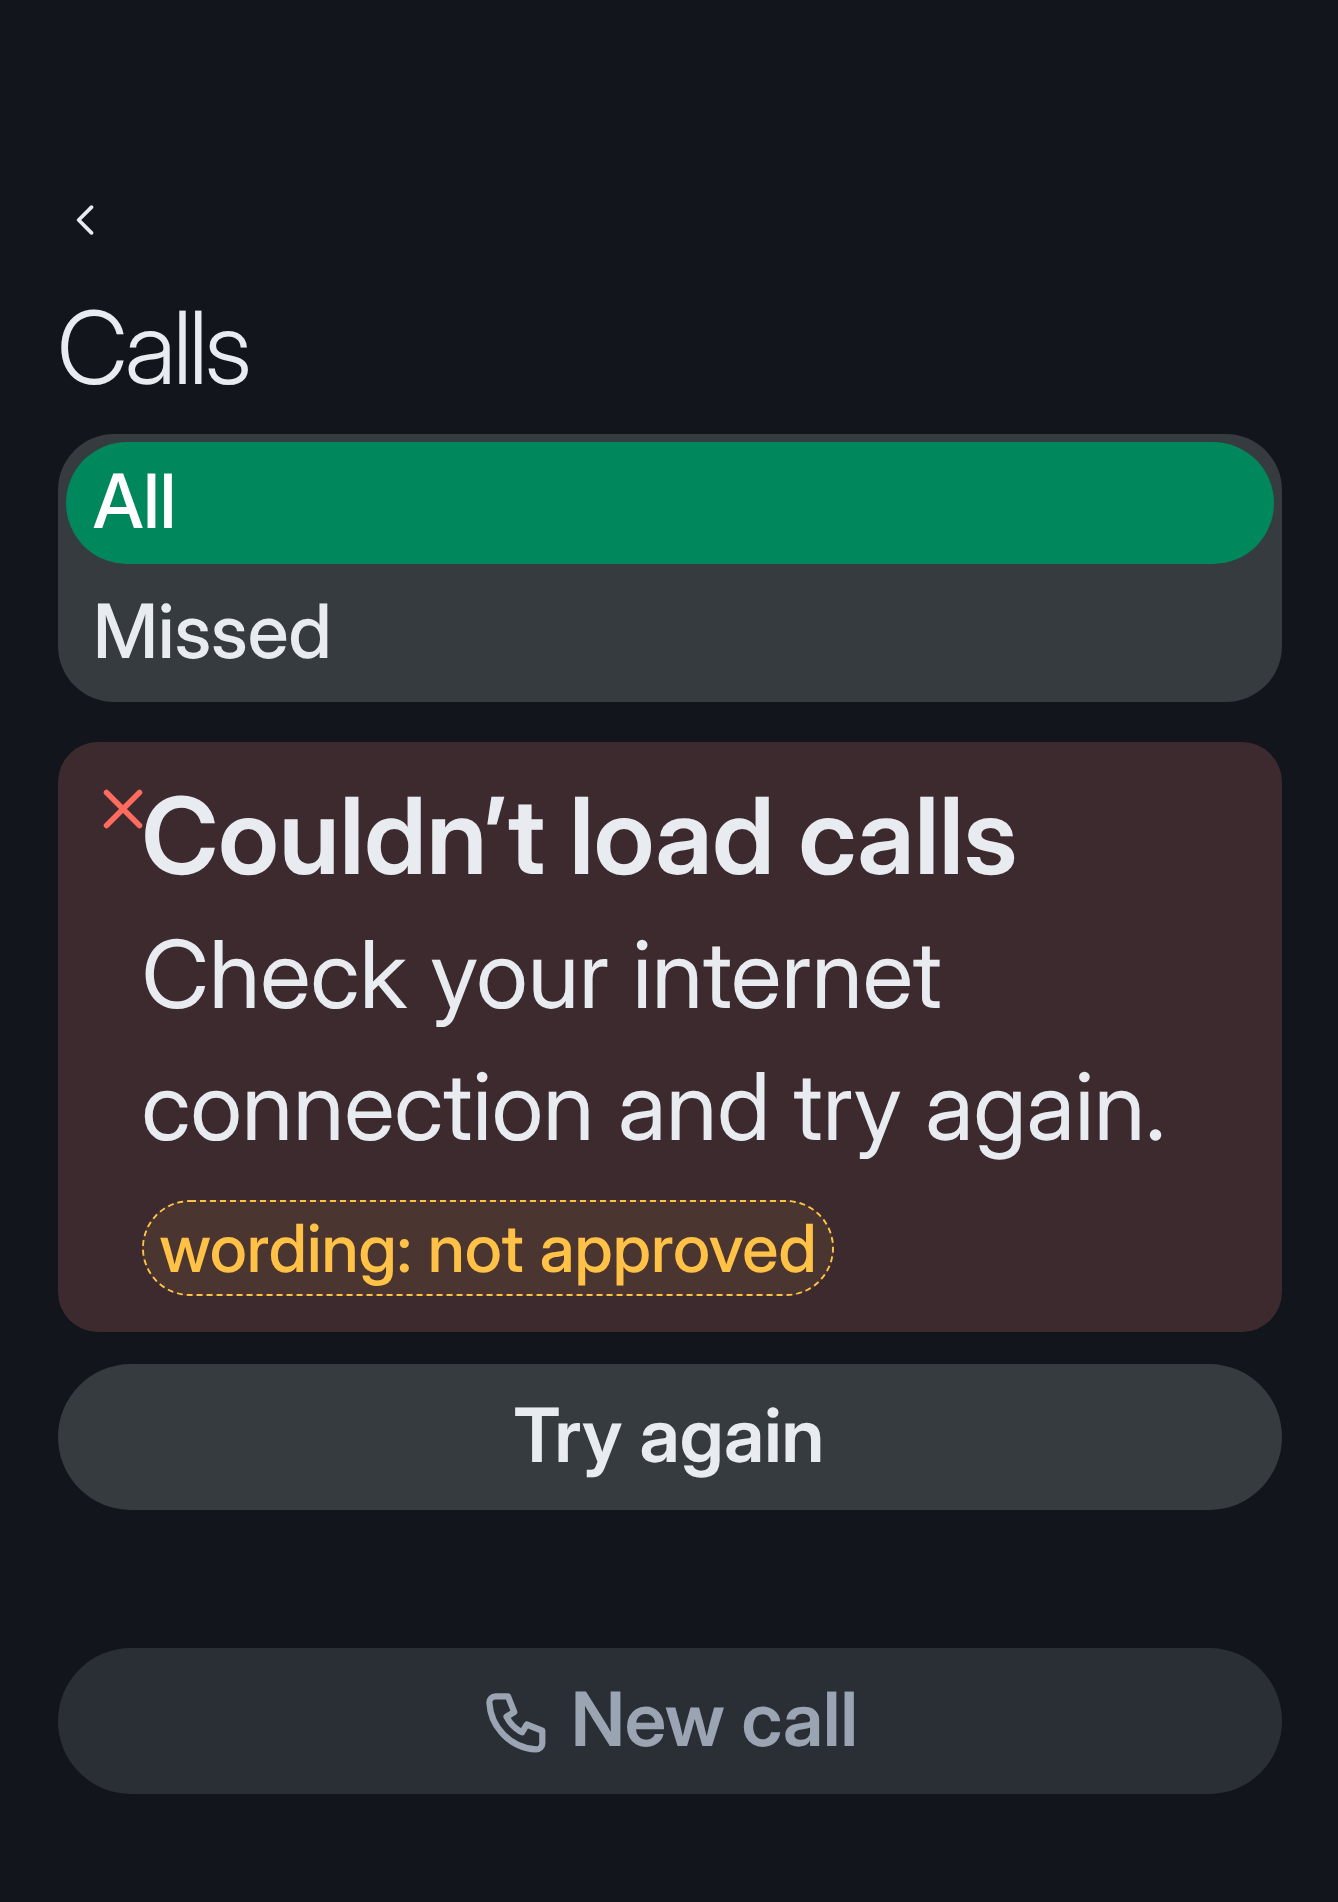 Calls
All
Missed
Couldn’t load calls
Check your internet
connection and try again.
wording: not approved
Try again
New call